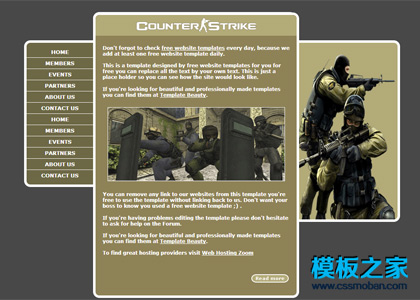 COUNTER STRIKE
HOME
MEMBERS
EVENTS
PARTNERS
ABOUT US
CONTACT US
HOME
MEMBERS
EVENTS
PARTNERS
ABOUT US
CONTACT US
Don't forgot to check free website templates every day, because we
add at least one free website template daily.
This is a template designed by free website templates for you for
free you can replace all the text by your own text. This is just a
place holder so you can see how the site would look like.
If you're looking for beautiful and professionally made templates
you can find them at Template Beauty.
You can remove any link to our websites from this template you're
free to use the template without linking back to us. Don't want your
boss to know you used a free website template ;) .
If you're having problems editing the template please don't hesitate
to ask for help on the Forum.
If you're looking for beautiful and professionally made templates
you can find them at Template Beauty.
To find great hosting providers visit Web Hosting Zoom
Read more
模板之家
www.cssmoban.com